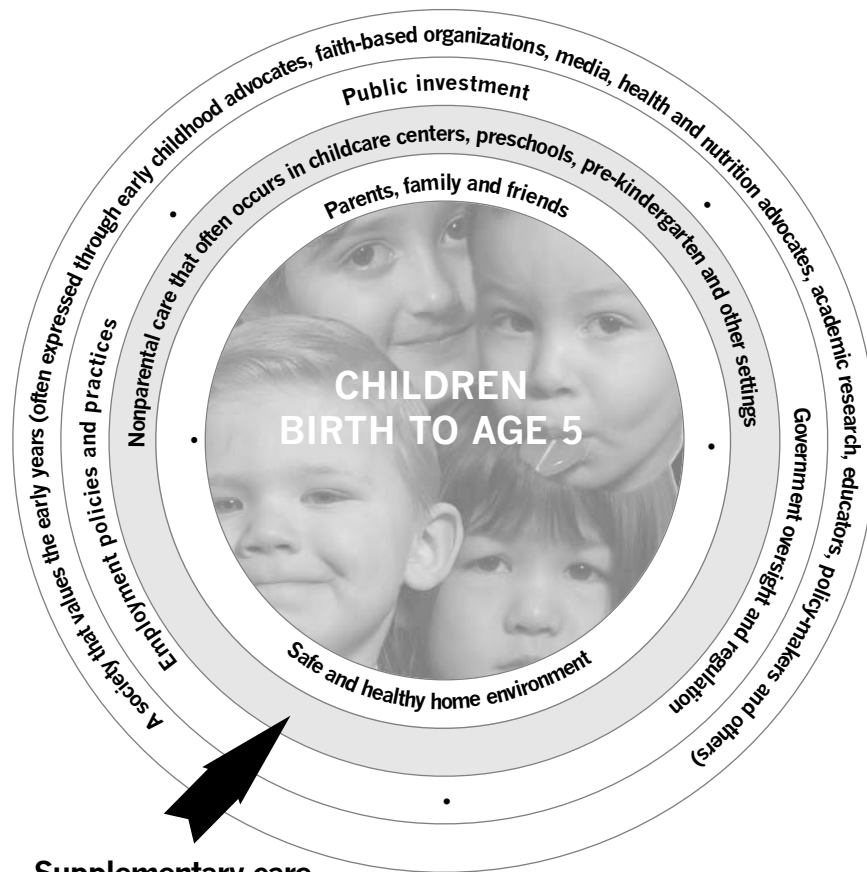 A society that values the early years (often expressed through early childhood advocates, faith-based organizations, media, health and nutrition advocates, academic research, educators, policy-makers and others)
Public investment
Employment policies and practices
Government oversight and regulation
Nonparental care that often occurs in childcare centers, preschools, pre-kindergarten and other settings
Parents, family and friends
CHILDREN
BIRTH TO AGE 5
Safe and healthy home environment
Supplementary care